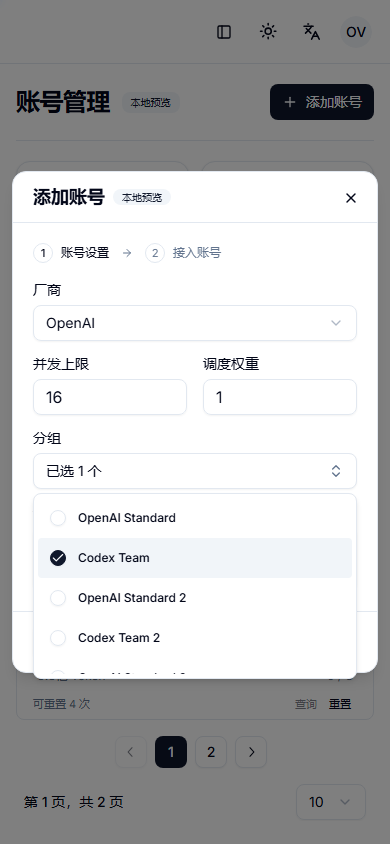 OV
账号管理 本地预览 添加账号
添加账号 本地预览
1 账号设置 2 接入账号
厂商
OpenAI
并发上限 调度权重
16 1
分组
已选 1 个
OpenAI Standard
Codex Team
OpenAI Standard 2
Codex Team 2
可重置 4 次 查询 重置
1 2
第 1 页，共 2 页 10